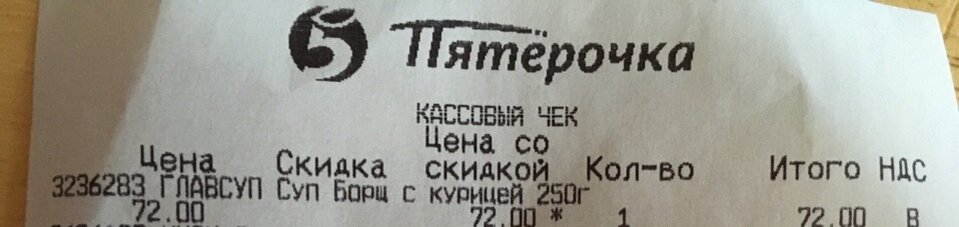 5 Пятёрочка
КАССОВЫЙ ЧЕК
Цена Скидка Цена со скидкой Кол-во Итого НДС
3236283 ГЛАВСУП Суп Борщ с курицей 250г
72.00 72.00 * 1 72.00 В